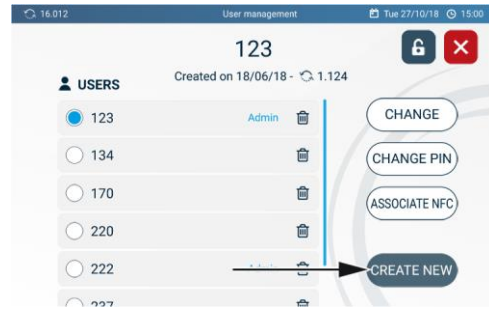 16.012 User management Tue 27/10/18 15:00
123
Created on 18/06/18 - 1.124
USERS
123 Admin
134
170
220
222
237
CHANGE
CHANGE PIN
ASSOCIATE NFC
CREATE NEW